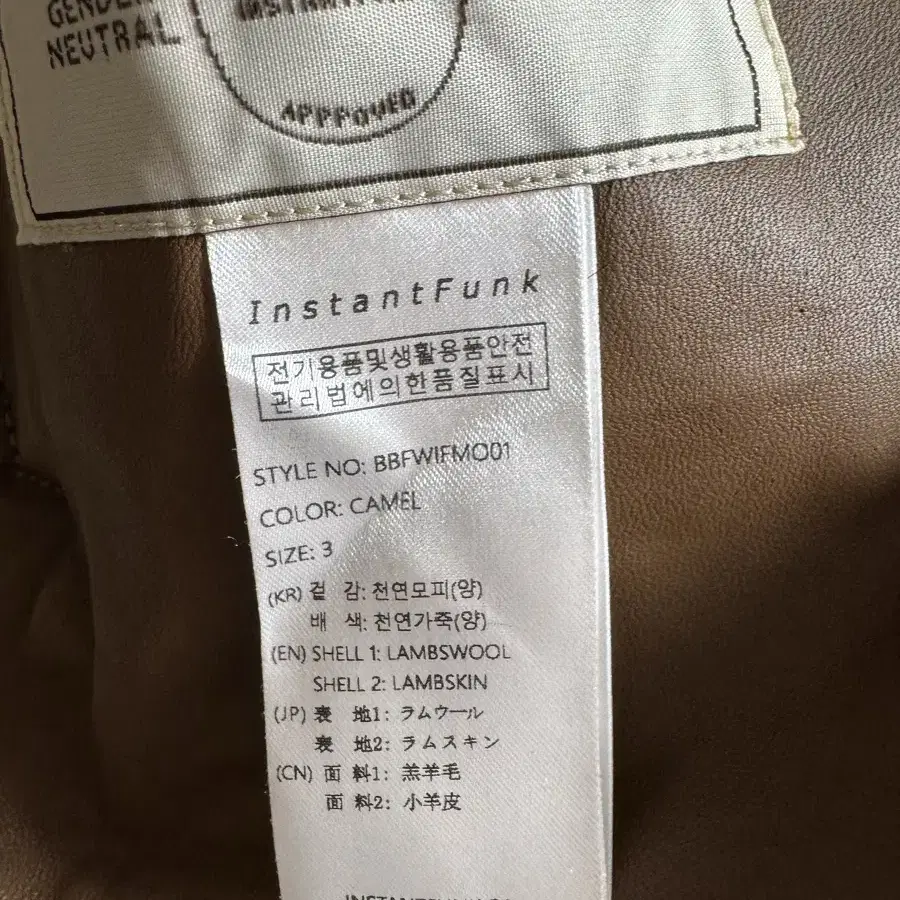 GENDER
NEUTRAL
APPPOVED
InstantFunk
전기용품및생활용품안전
관리법에의한품질표시
STYLE NO: BBFWIFMO01
COLOR: CAMEL
SIZE: 3
(KR) 겉 감: 천연모피(양)
배 색: 천연가죽(양)
(EN) SHELL 1: LAMBSWOOL
SHELL 2: LAMBSKIN
(JP) 表 地1: ラムウール
表 地2: ラムスキン
(CN) 面 料1: 羔羊毛
面 料2: 小羊皮